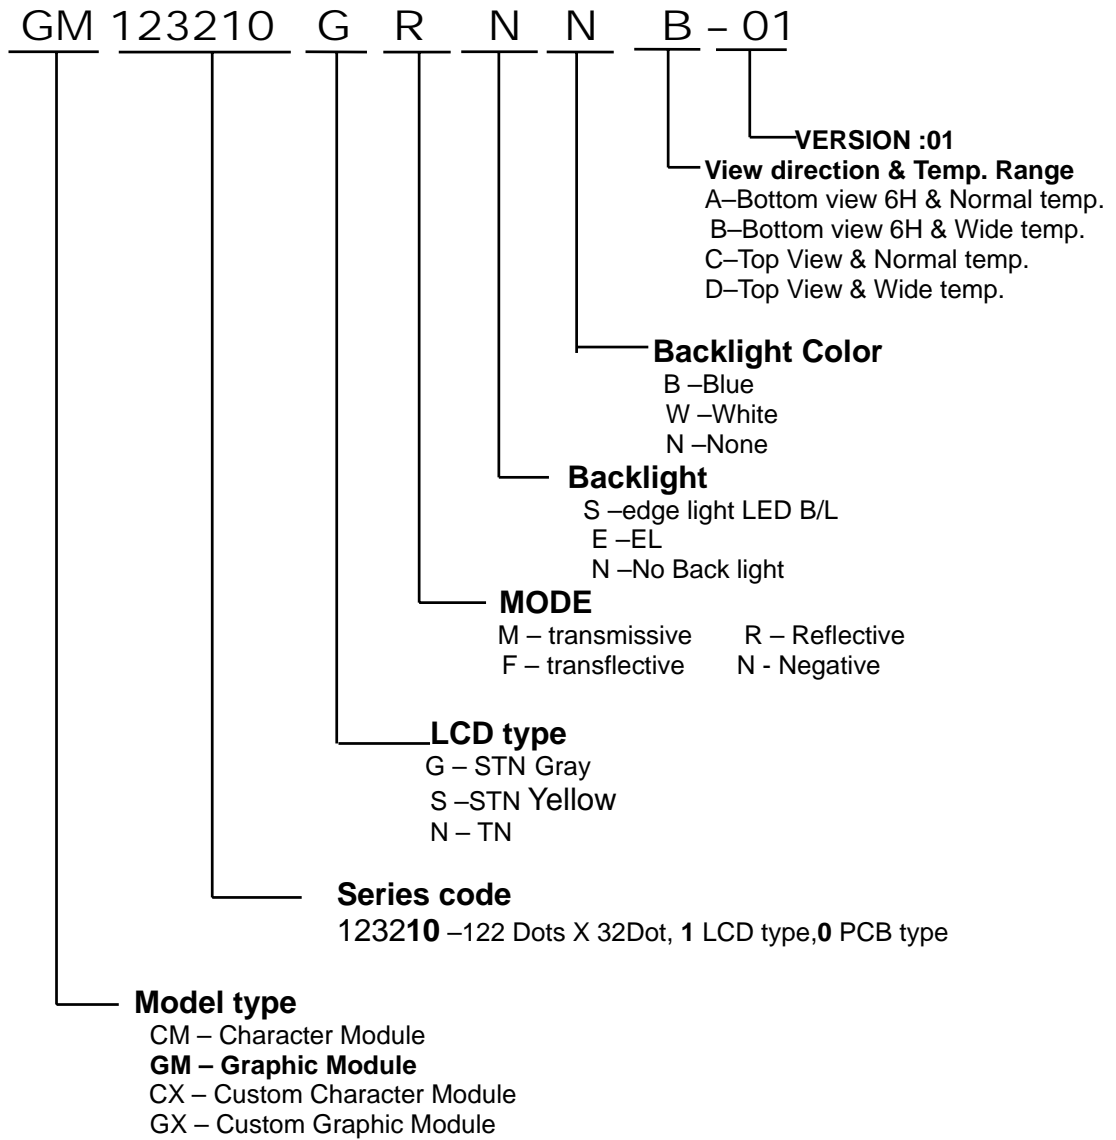 GM 123210 G R N N B – 01
VERSION :01
View direction & Temp. Range
A–Bottom view 6H & Normal temp.
B–Bottom view 6H & Wide temp.
C–Top View & Normal temp.
D–Top View & Wide temp.
Backlight Color
B –Blue
W –White
N –None
Backlight
S –edge light LED B/L
E –EL
N –No Back light
MODE
M – transmissive R – Reflective
F – transflective N - Negative
LCD type
G – STN Gray
S –STN Yellow
N – TN
Series code
123210 –122 Dots X 32Dot, 1 LCD type,0 PCB type
Model type
CM – Character Module
GM – Graphic Module
CX – Custom Character Module
GX – Custom Graphic Module